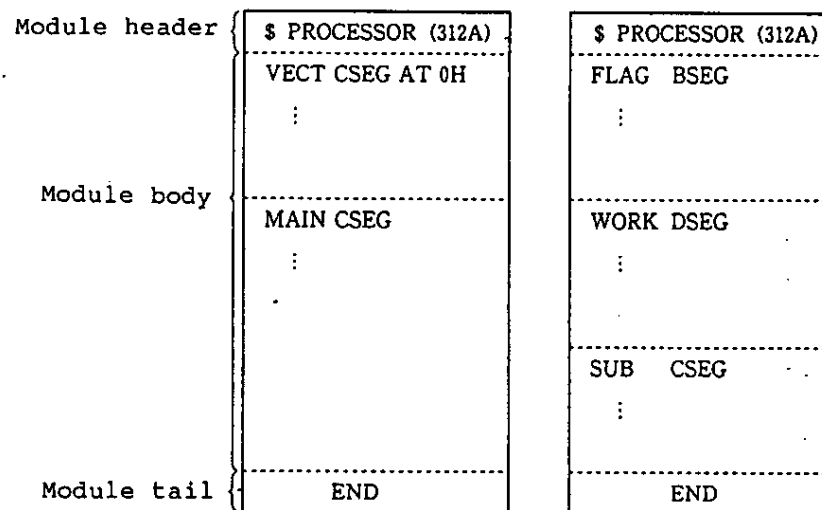 Module header $ PROCESSOR (312A) $ PROCESSOR (312A)
VECT CSEG AT 0H FLAG BSEG
⋮ ⋮
Module body
MAIN CSEG WORK DSEG
⋮ ⋮
SUB CSEG
⋮
Module tail END END